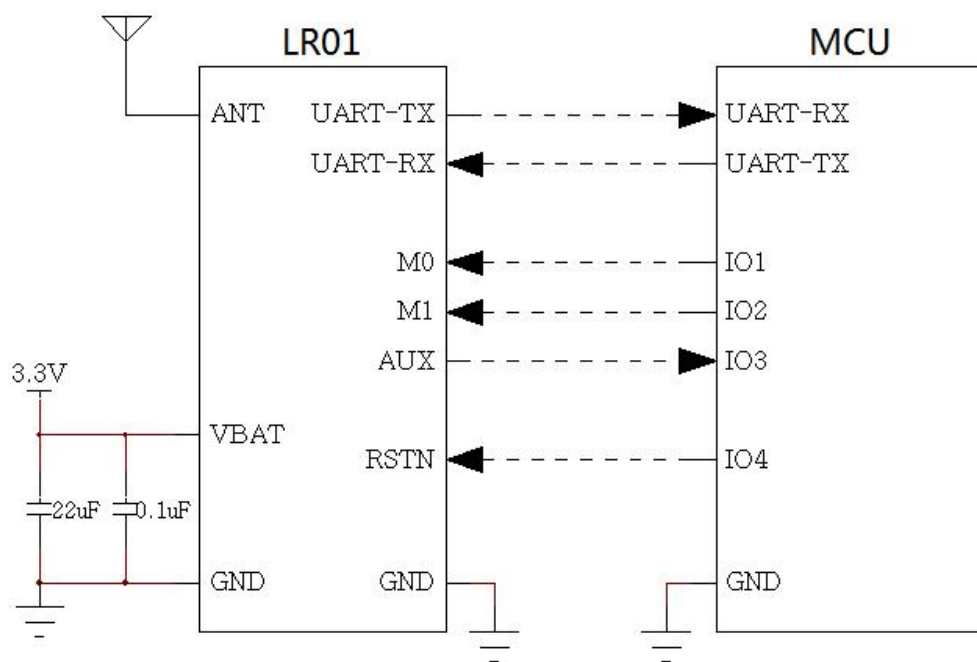 LR01 MCU
ANT UART-TX UART-RX
UART-RX UART-TX
M0 IO1
M1 IO2
AUX IO3
3.3V
VBAT
RSTN IO4
22uF 0.1uF
GND GND GND